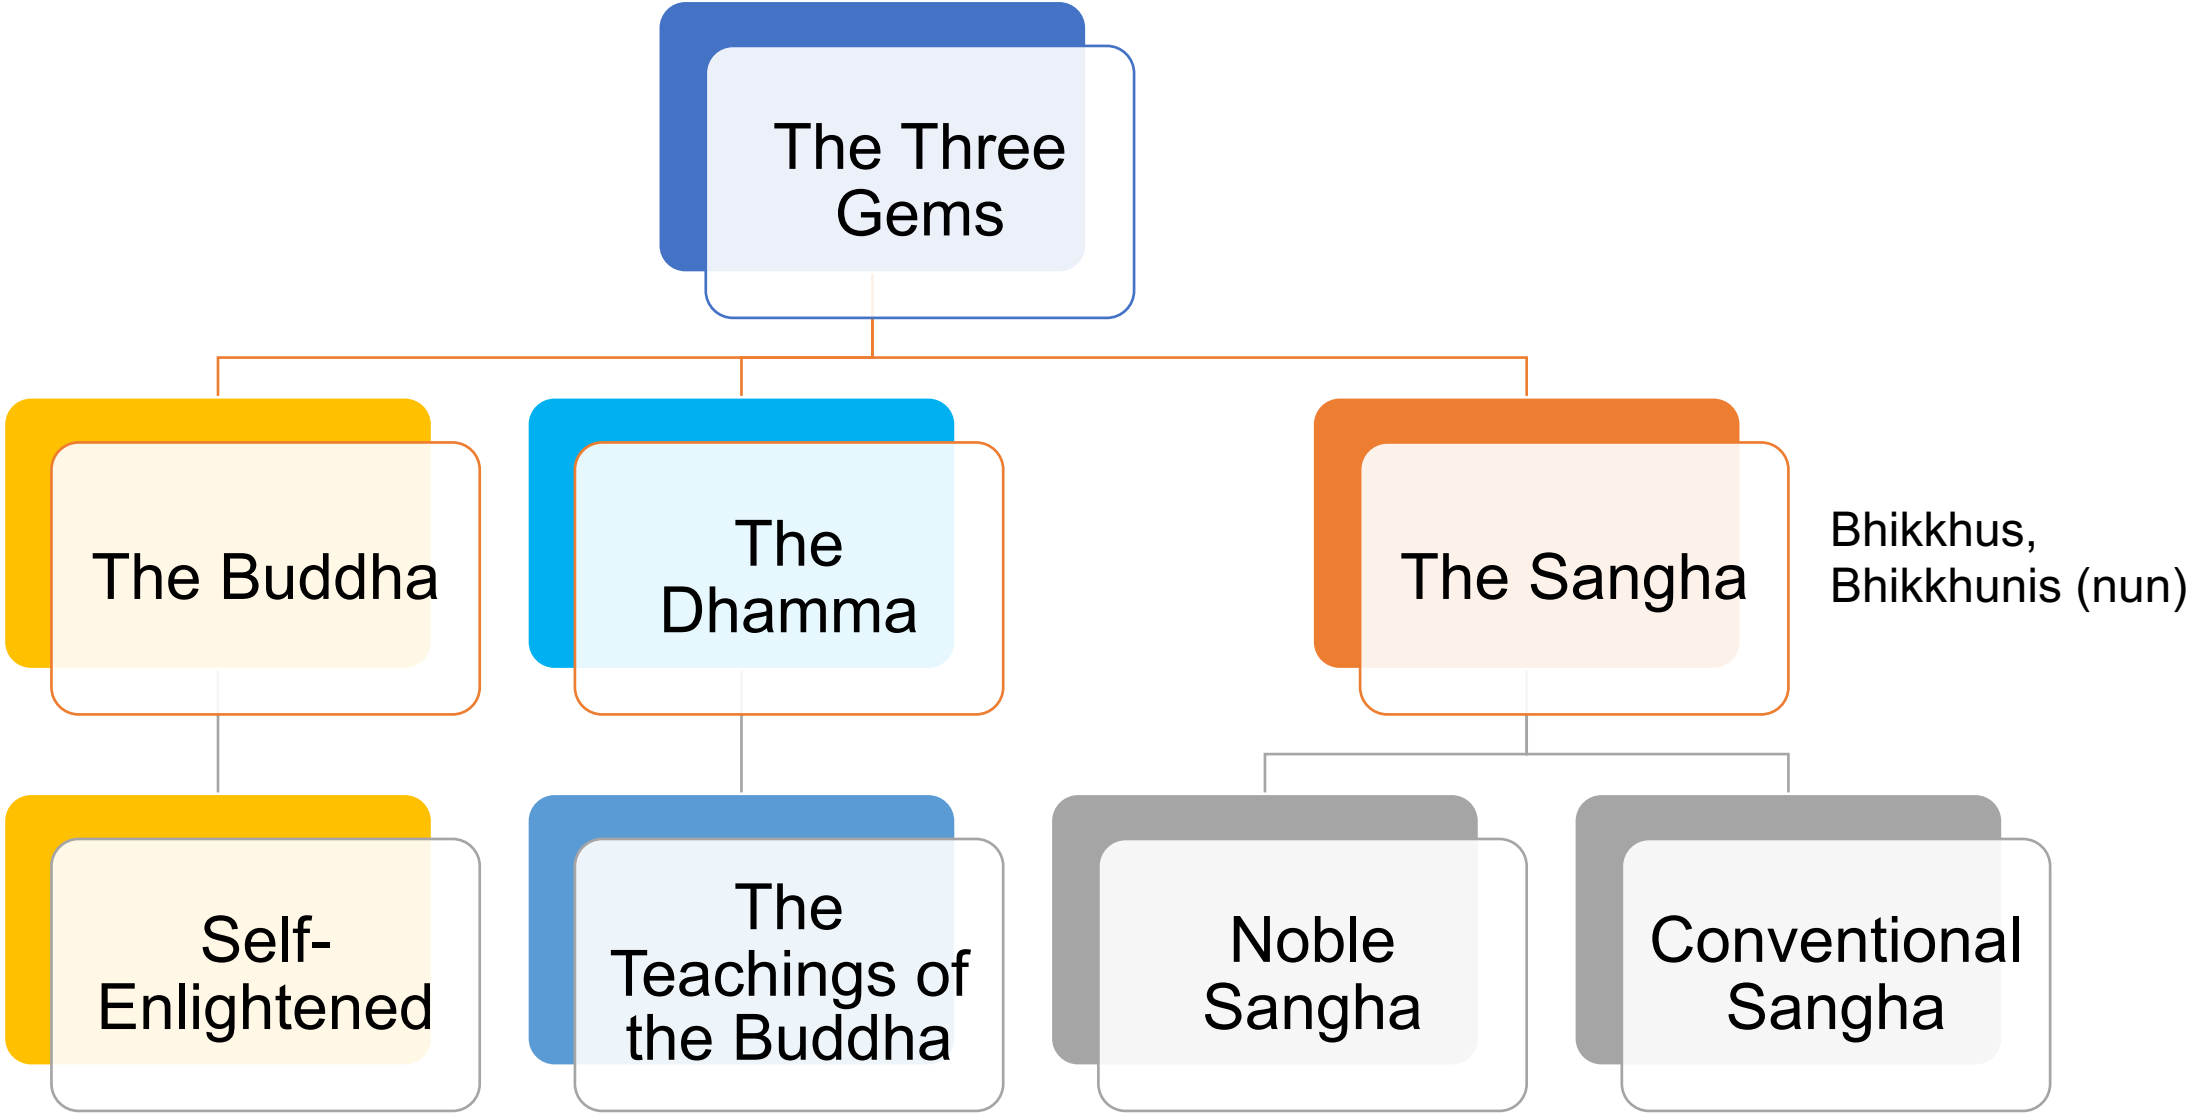 The Three
Gems
The Buddha
The
Dhamma
The Sangha
Bhikkhus,
Bhikkhunis (nun)
Self-
Enlightened
The
Teachings of
the Buddha
Noble
Sangha
Conventional
Sangha